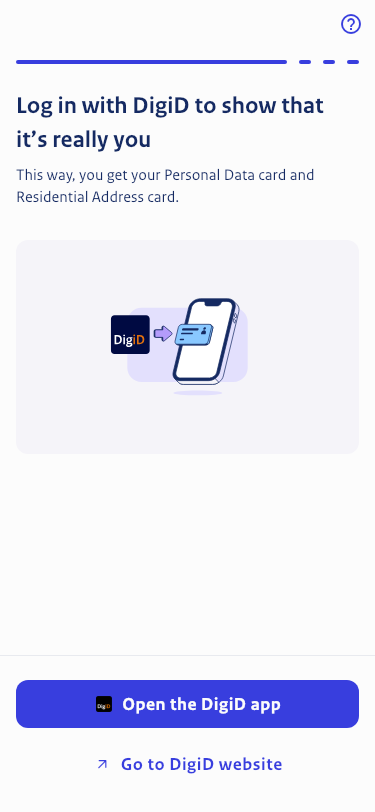 Log in with DigiD to show that
it’s really you
This way, you get your Personal Data card and
Residential Address card.
DigiD
Open the DigiD app
Go to DigiD website